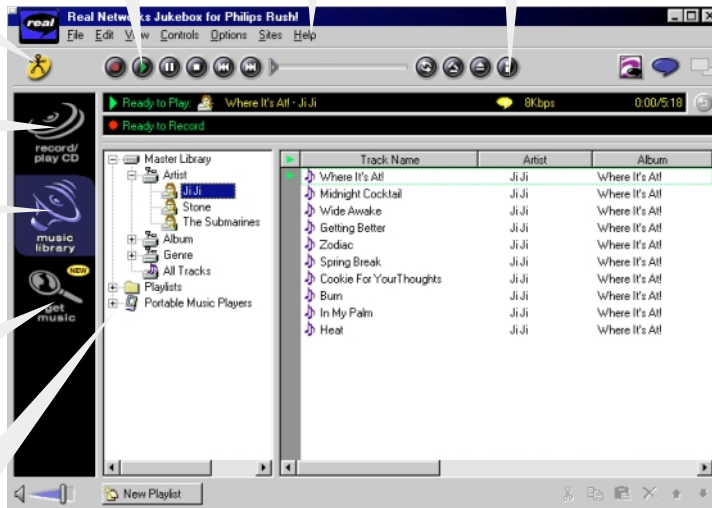 real
Real Networks Jukebox for Philips Rush!
File Edit View Controls Options Sites Help
Ready to Play: Where It's At! - Ji Ji 8Kbps 0:00/5:18
Ready to Record
record/
play CD
music
library
NEW
get
music
Master Library
Artist
Ji Ji
Stone
The Submarines
Album
Genre
All Tracks
Playlists
Portable Music Players
Track Name Artist Album
Where It's At! Ji Ji Where It's At!
Midnight Cocktail Ji Ji Where It's At!
Wide Awake Ji Ji Where It's At!
Getting Better Ji Ji Where It's At!
Zodiac Ji Ji Where It's At!
Spring Break Ji Ji Where It's At!
Cookie For YourThoughts Ji Ji Where It's At!
Burn Ji Ji Where It's At!
In My Palm Ji Ji Where It's At!
Heat Ji Ji Where It's At!
New Playlist